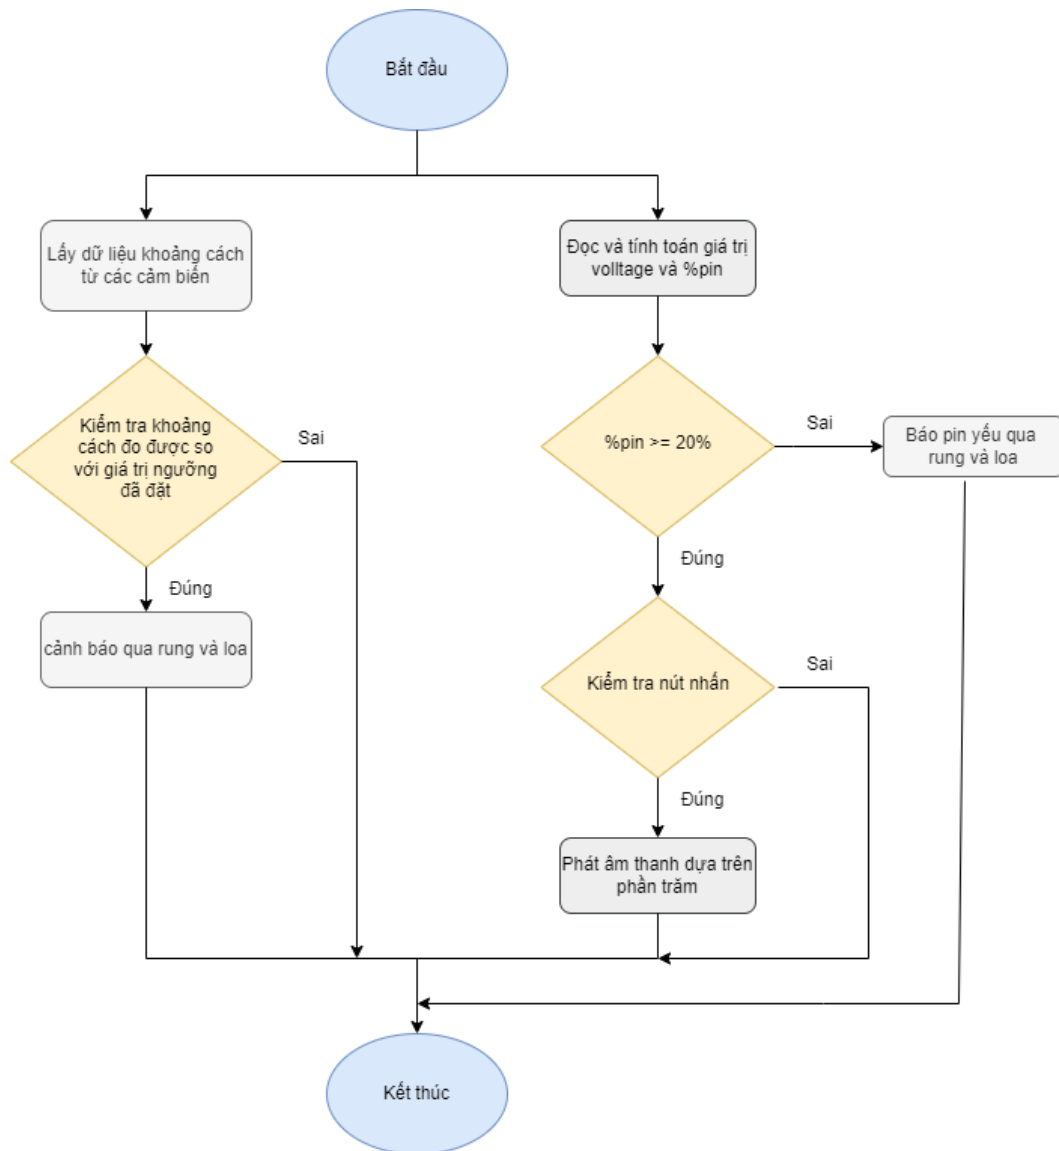 Bắt đầu
Lấy dữ liệu khoảng cách
từ các cảm biến
Đọc và tính toán giá trị
volltage và %pin
Kiểm tra khoảng
cách đo được so
với giá trị ngưỡng
đã đặt
Sai
%pin >= 20%
Sai
Báo pin yếu qua
rung và loa
Đúng
cảnh báo qua rung và loa
Đúng
Kiểm tra nút nhấn
Sai
Đúng
Phát âm thanh dựa trên
phần trăm
Kết thúc